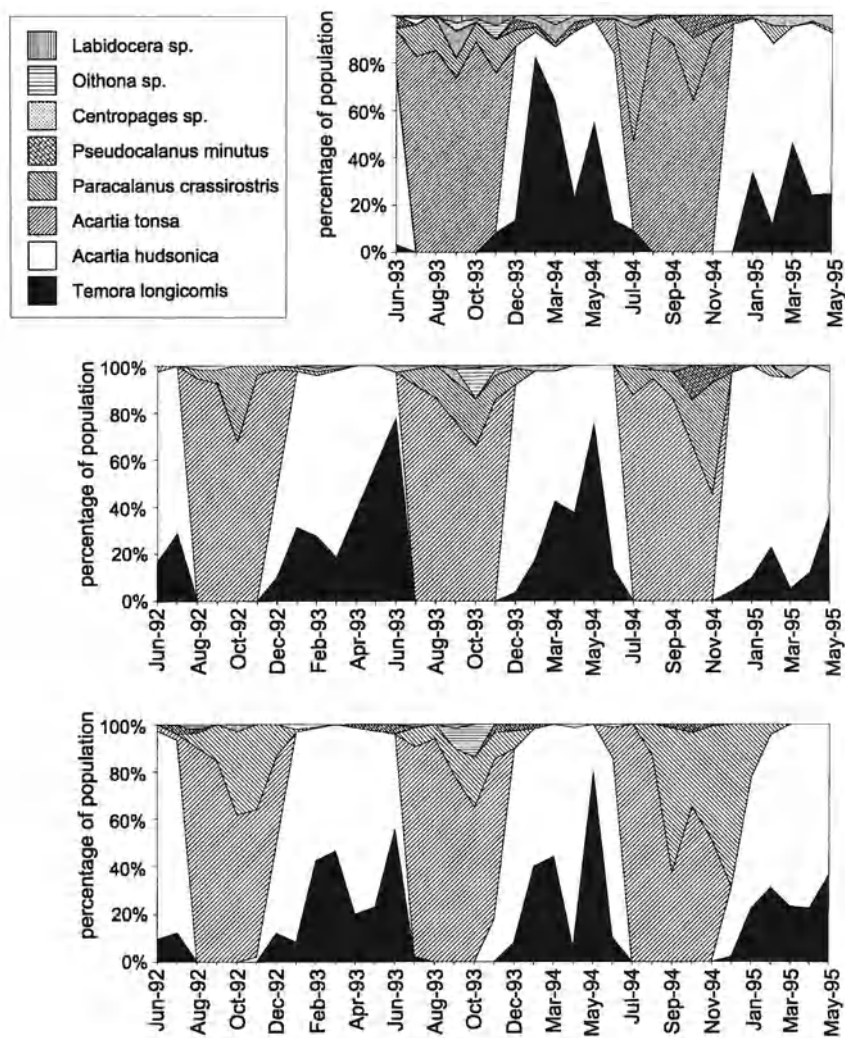 Labidocera sp.
Oithona sp.
Centropages sp.
Pseudocalanus minutus
Paracalanus crassirostris
Acartia tonsa
Acartia hudsonica
Temora longicornis
percentage of population
80%
60%
40%
20%
0%
Jun-93 Aug-93 Oct-93 Dec-93 Mar-94 May-94 Jul-94 Sep-94 Nov-94 Jan-95 Mar-95 May-95
percentage of population
100%
80%
60%
40%
20%
0%
Jun-92 Aug-92 Oct-92 Dec-92 Feb-93 Apr-93 Jun-93 Aug-93 Oct-93 Dec-93 Mar-94 May-94 Jul-94 Sep-94 Nov-94 Jan-95 Mar-95 May-95
percentage of population
100%
80%
60%
40%
20%
0%
Jun-92 Aug-92 Oct-92 Dec-92 Feb-93 Apr-93 Jun-93 Aug-93 Oct-93 Dec-93 Mar-94 May-94 Jul-94 Sep-94 Nov-94 Jan-95 Mar-95 May-95